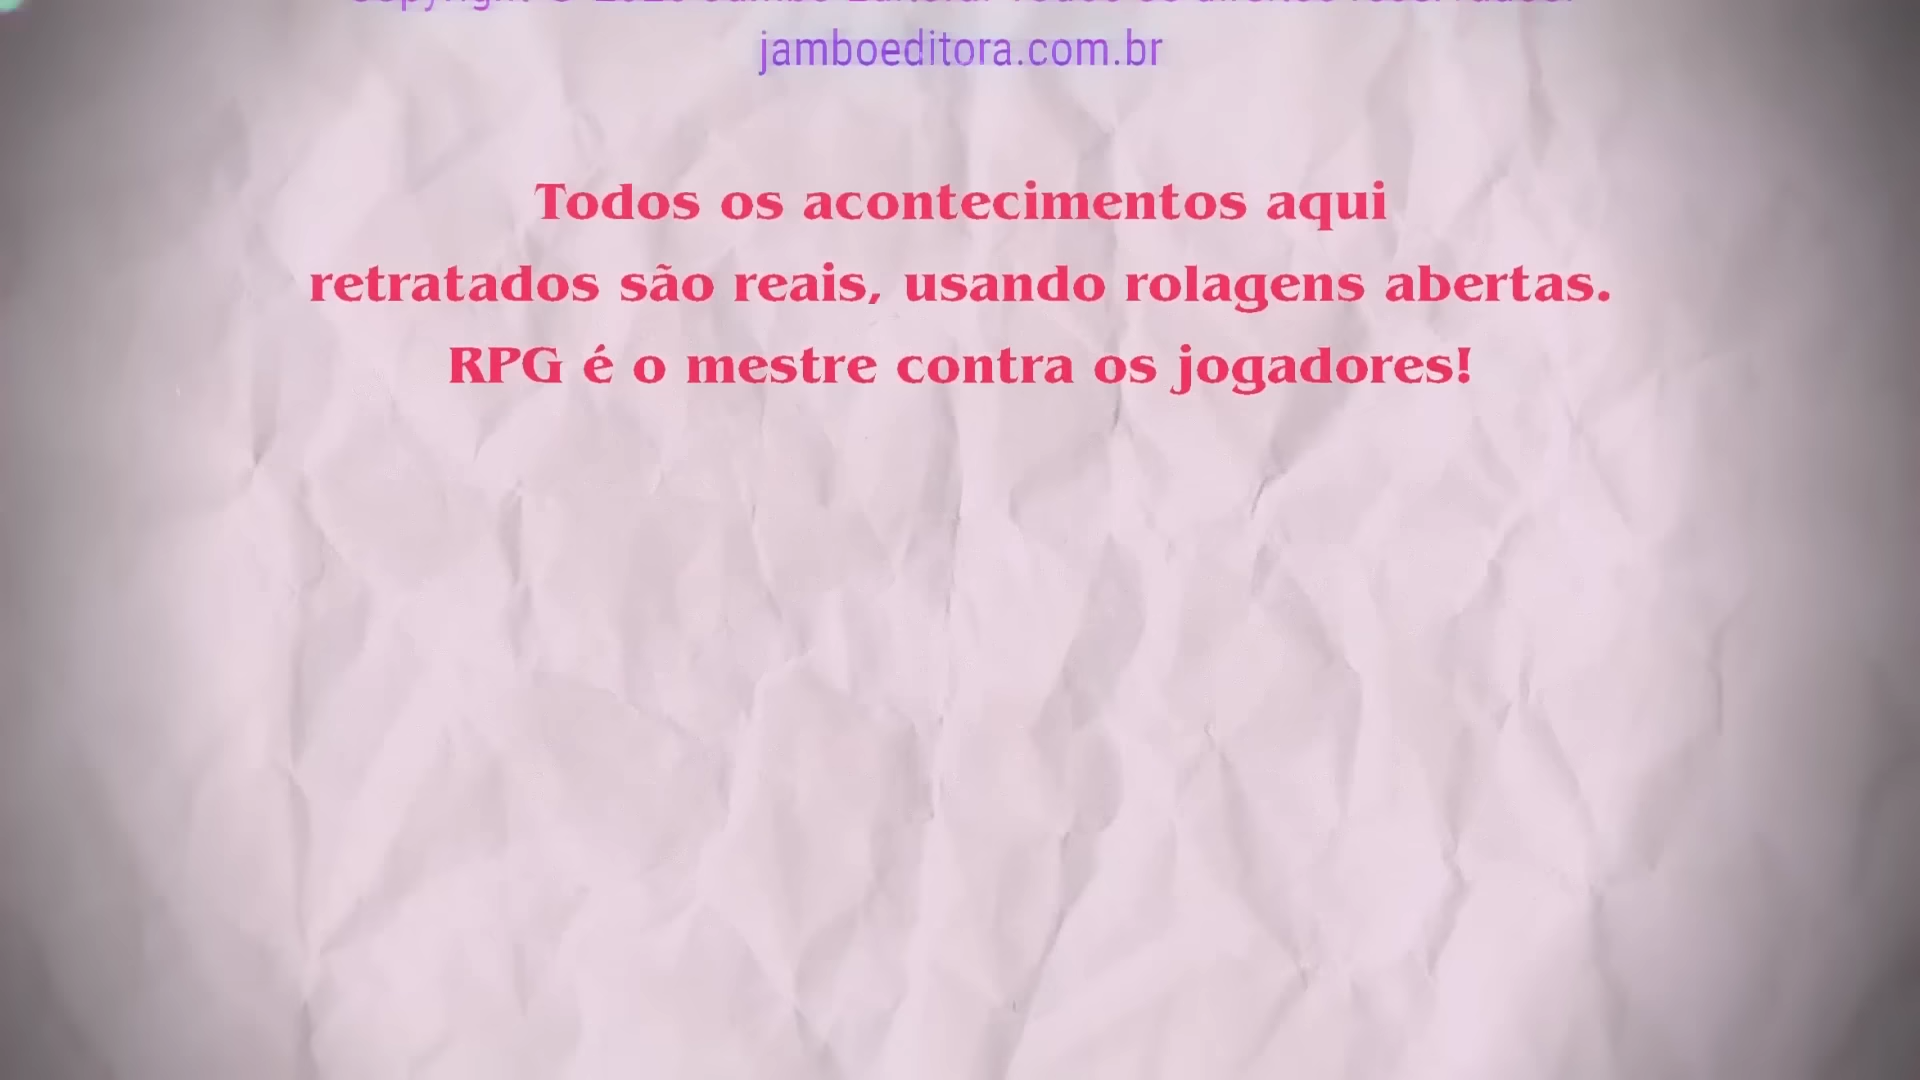 jamboeditora.com.br
Todos os acontecimentos aqui
retratados são reais, usando rolagens abertas.
RPG é o mestre contra os jogadores!